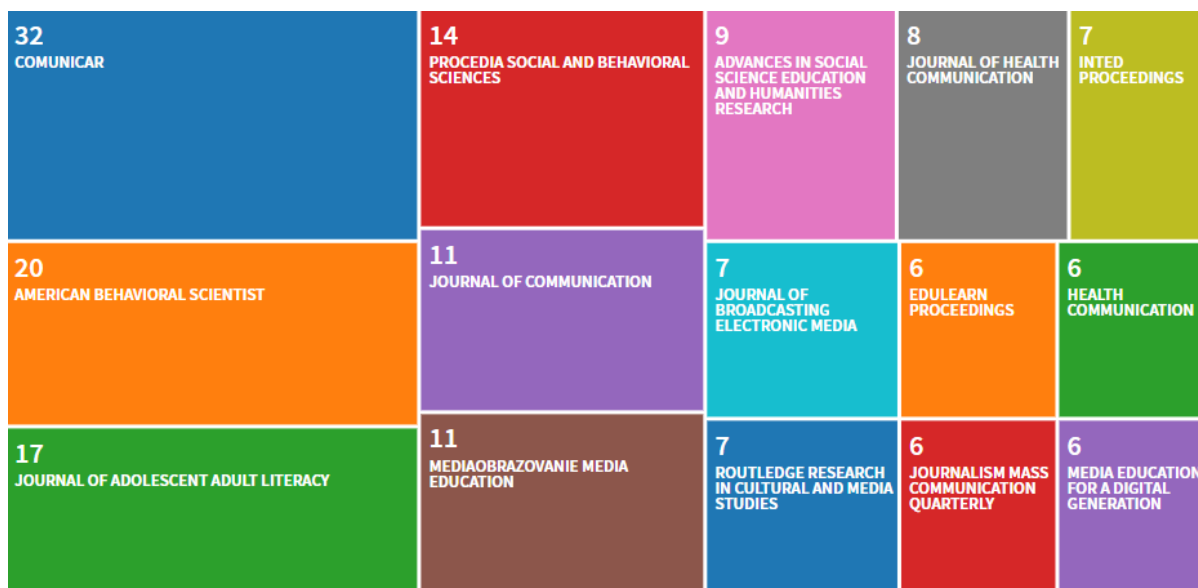 32
COMUNICAR
20
AMERICAN BEHAVIORAL SCIENTIST
17
JOURNAL OF ADOLESCENT ADULT LITERACY
14
PROCEDIA SOCIAL AND BEHAVIORAL
SCIENCES
11
JOURNAL OF COMMUNICATION
11
MEDIAOBRAZOVANIE MEDIA
EDUCATION
9
ADVANCES IN SOCIAL
SCIENCE EDUCATION
AND HUMANITIES
RESEARCH
8
JOURNAL OF HEALTH
COMMUNICATION
7
INTED
PROCEEDINGS
7
JOURNAL OF
BROADCASTING
ELECTRONIC MEDIA
6
EDULEARN
PROCEEDINGS
6
HEALTH
COMMUNICATION
7
ROUTLEDGE RESEARCH
IN CULTURAL AND MEDIA
STUDIES
6
JOURNALISM MASS
COMMUNICATION
QUARTERLY
6
MEDIA EDUCATION
FOR A DIGITAL
GENERATION